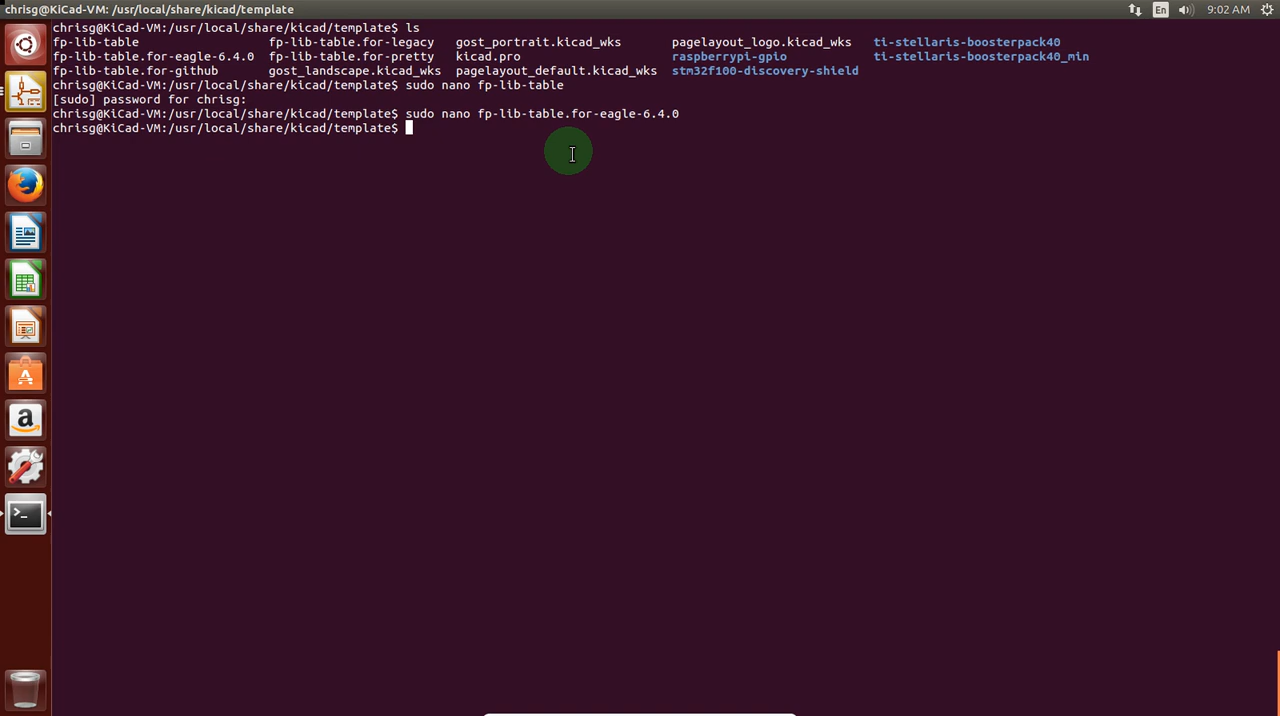 chrisg@KiCad-VM: /usr/local/share/kicad/template
En
9:02 AM
chrisg@KiCad-VM:/usr/local/share/kicad/template$ ls
fp-lib-table fp-lib-table.for-legacy gost_portrait.kicad_wks pagelayout_logo.kicad_wks ti-stellaris-boosterpack40
fp-lib-table.for-eagle-6.4.0 fp-lib-table.for-pretty kicad.pro raspberrypi-gpio ti-stellaris-boosterpack40_min
fp-lib-table.for-github gost_landscape.kicad_wks pagelayout_default.kicad_wks stm32f100-discovery-shield
chrisg@KiCad-VM:/usr/local/share/kicad/template$ sudo nano fp-lib-table
[sudo] password for chrisg:
chrisg@KiCad-VM:/usr/local/share/kicad/template$ sudo nano fp-lib-table.for-eagle-6.4.0
chrisg@KiCad-VM:/usr/local/share/kicad/template$